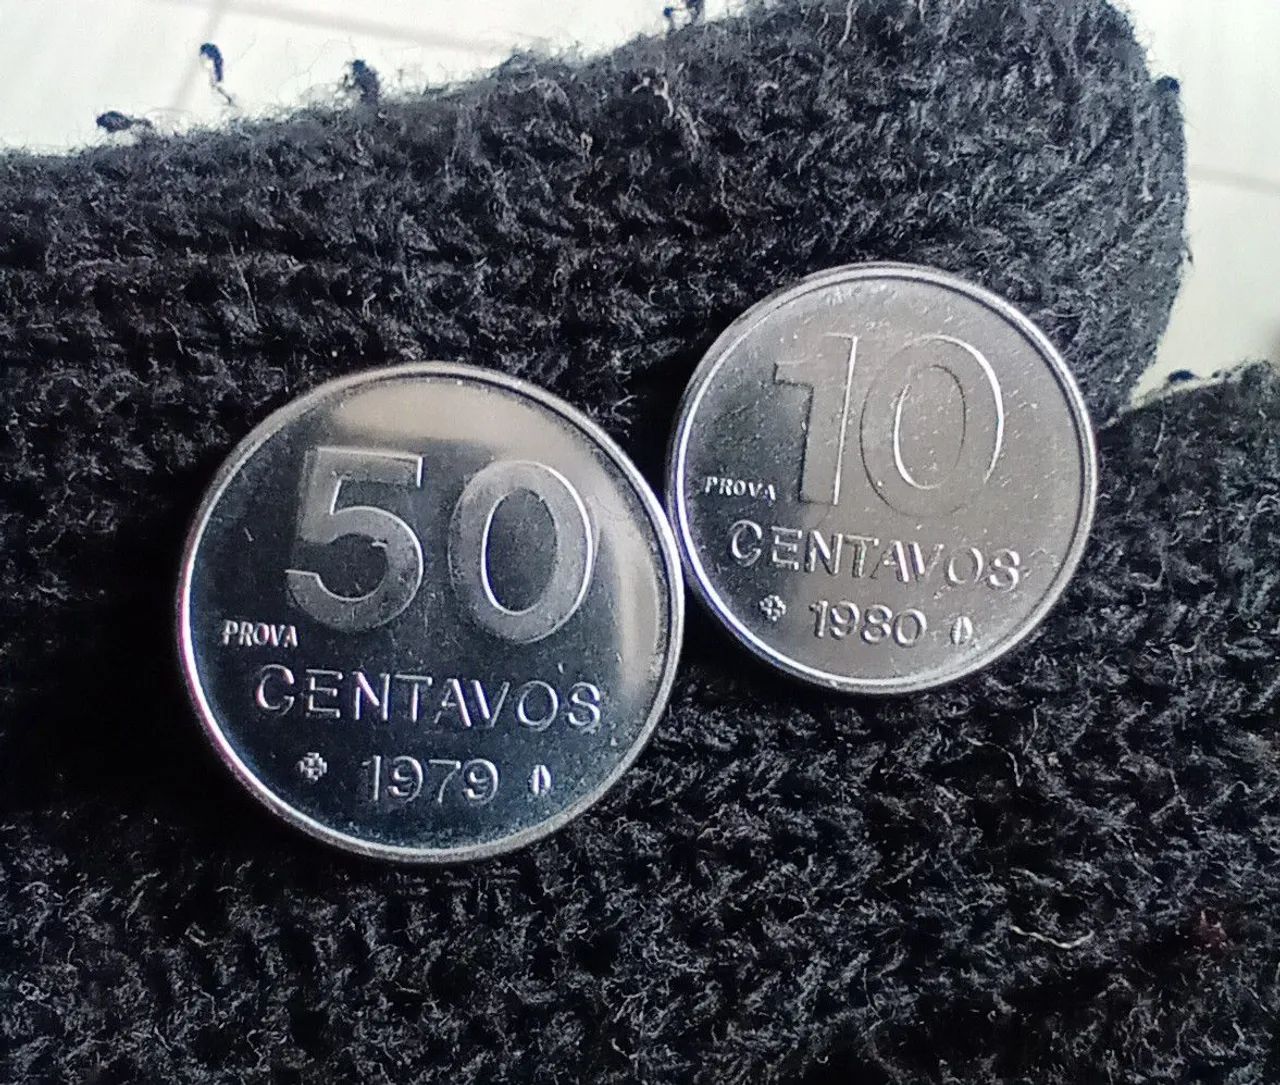 50
PROVA
CENTAVOS
1979
10
PROVA
CENTAVOS
1980